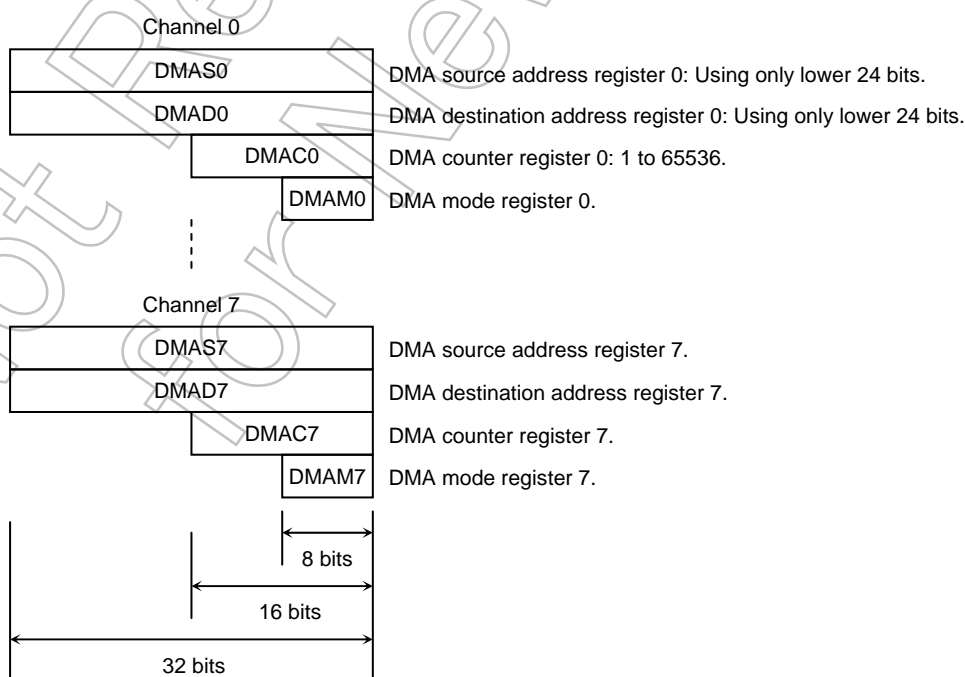 Channel 0
DMAS0 DMA source address register 0: Using only lower 24 bits.
DMAD0 DMA destination address register 0: Using only lower 24 bits.
DMAC0 DMA counter register 0: 1 to 65536.
DMAM0 DMA mode register 0.
Channel 7
DMAS7 DMA source address register 7.
DMAD7 DMA destination address register 7.
DMAC7 DMA counter register 7.
DMAM7 DMA mode register 7.
8 bits
16 bits
32 bits